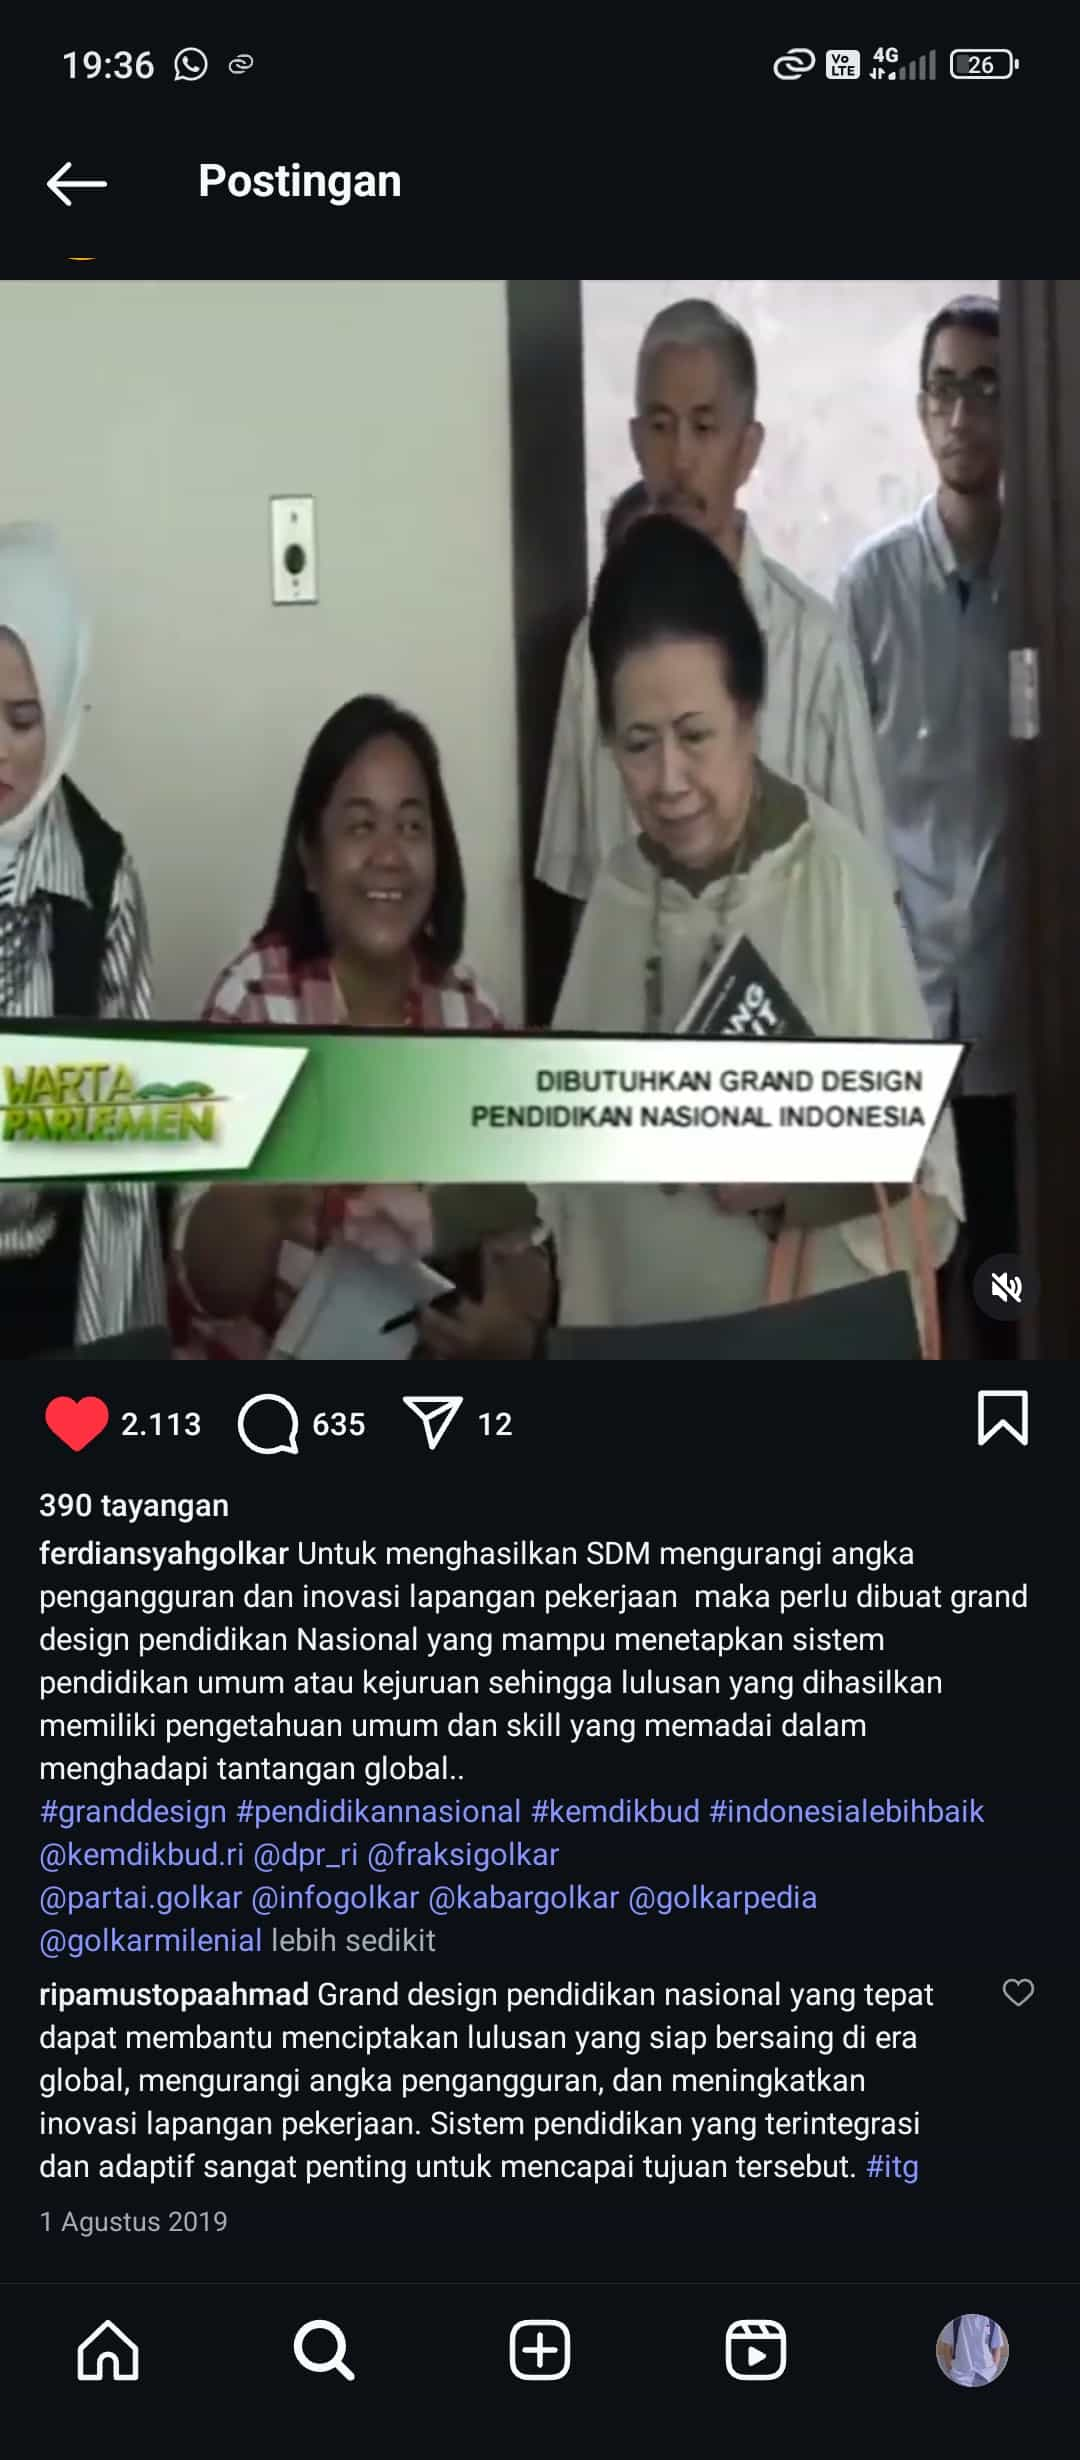 19:36
Vo
LTE
4G
26
Postingan
NG
IT
WARTA
PARLEMEN
DIBUTUHKAN GRAND DESIGN
PENDIDIKAN NASIONAL INDONESIA
2.113
635
12
390 tayangan
ferdiansyahgolkar Untuk menghasilkan SDM mengurangi angka
pengangguran dan inovasi lapangan pekerjaan  maka perlu dibuat grand
design pendidikan Nasional yang mampu menetapkan sistem
pendidikan umum atau kejuruan sehingga lulusan yang dihasilkan
memiliki pengetahuan umum dan skill yang memadai dalam
menghadapi tantangan global..
#granddesign #pendidikannasional #kemdikbud #indonesialebihbaik
@kemdikbud.ri @dpr_ri @fraksigolkar
@partai.golkar @infogolkar @kabargolkar @golkarpedia
@golkarmilenial lebih sedikit
ripamustopaahmad Grand design pendidikan nasional yang tepat
dapat membantu menciptakan lulusan yang siap bersaing di era
global, mengurangi angka pengangguran, dan meningkatkan
inovasi lapangan pekerjaan. Sistem pendidikan yang terintegrasi
dan adaptif sangat penting untuk mencapai tujuan tersebut. #itg
1 Agustus 2019